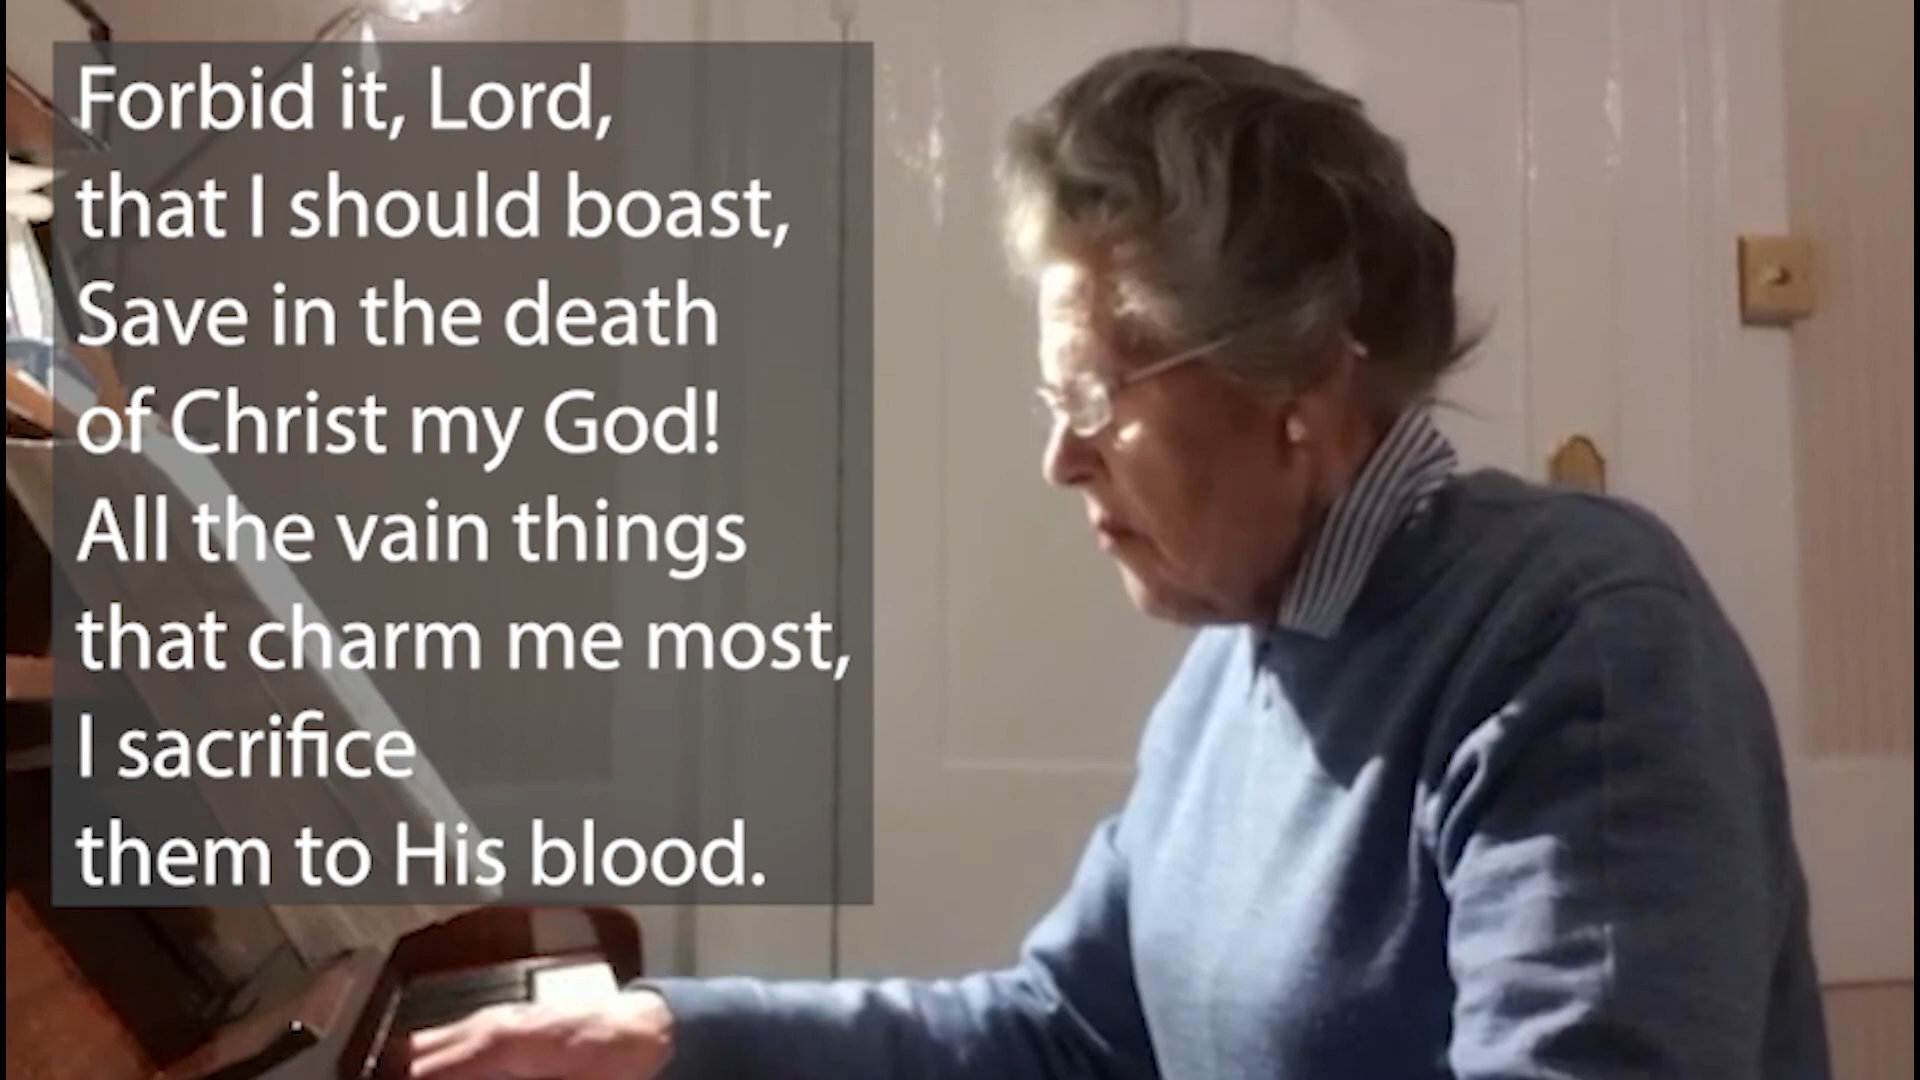 Forbid it, Lord,
that I should boast,
Save in the death
of Christ my God!
All the vain things
that charm me most,
I sacrifice
them to His blood.